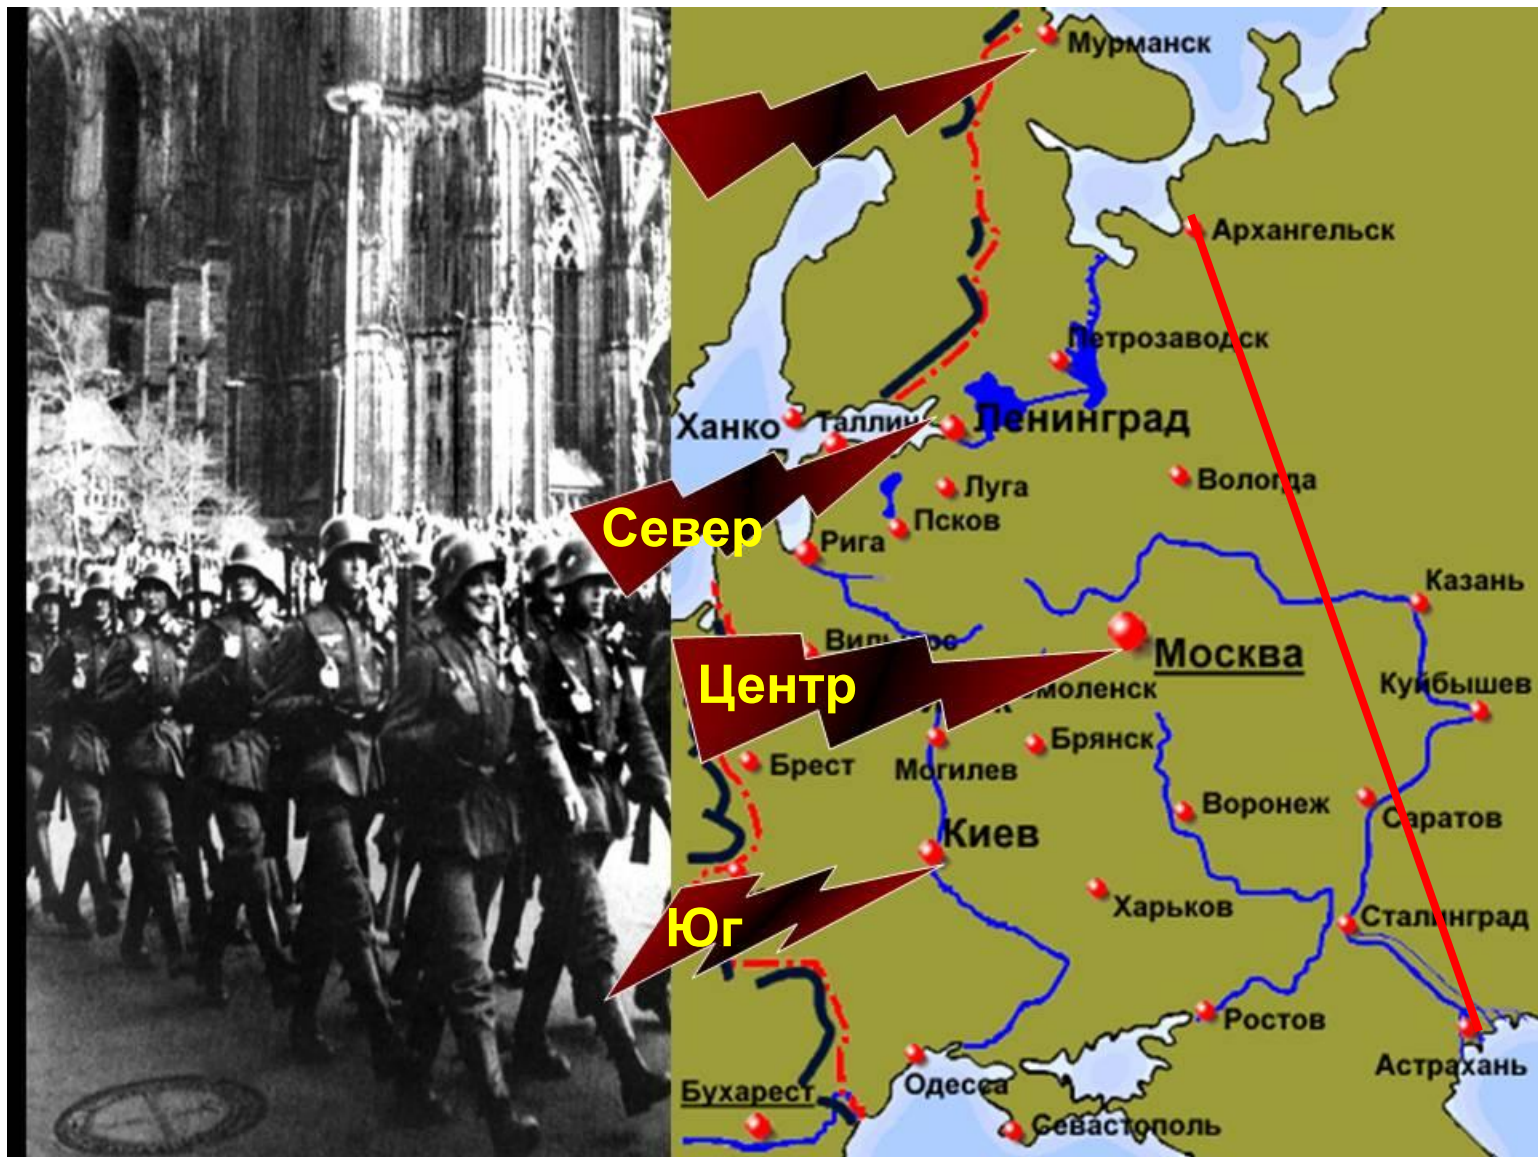 Мурманск
Архангельск
Петрозаводск
Ханко
Таллин
Ленинград
Луга
Вологда
Псков
Север
Рига
Казань
Москва
Центр
Куйбышев
Брянск
Брест
Могилев
Воронеж
Саратов
Киев
Харьков
Юг
Сталинград
Ростов
Астрахань
Одесса
Бухарест
Севастополь